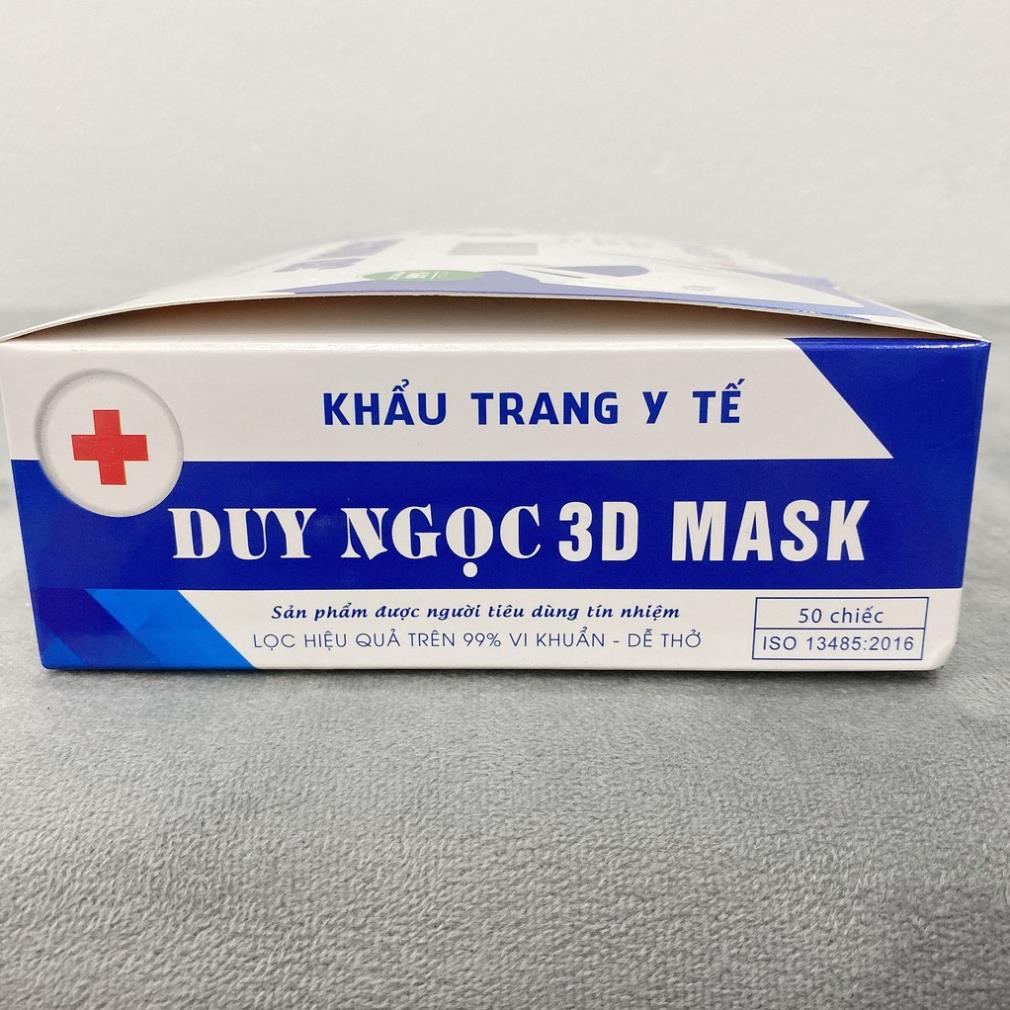 KHẨU TRANG Y TẾ
DUY NGỌC 3D MASK
Sản phẩm được người tiêu dùng tín nhiệm
LỌC HIỆU QUẢ TRÊN 99% VI KHUẨN - DỄ THỞ
50 chiếc
ISO 13485:2016